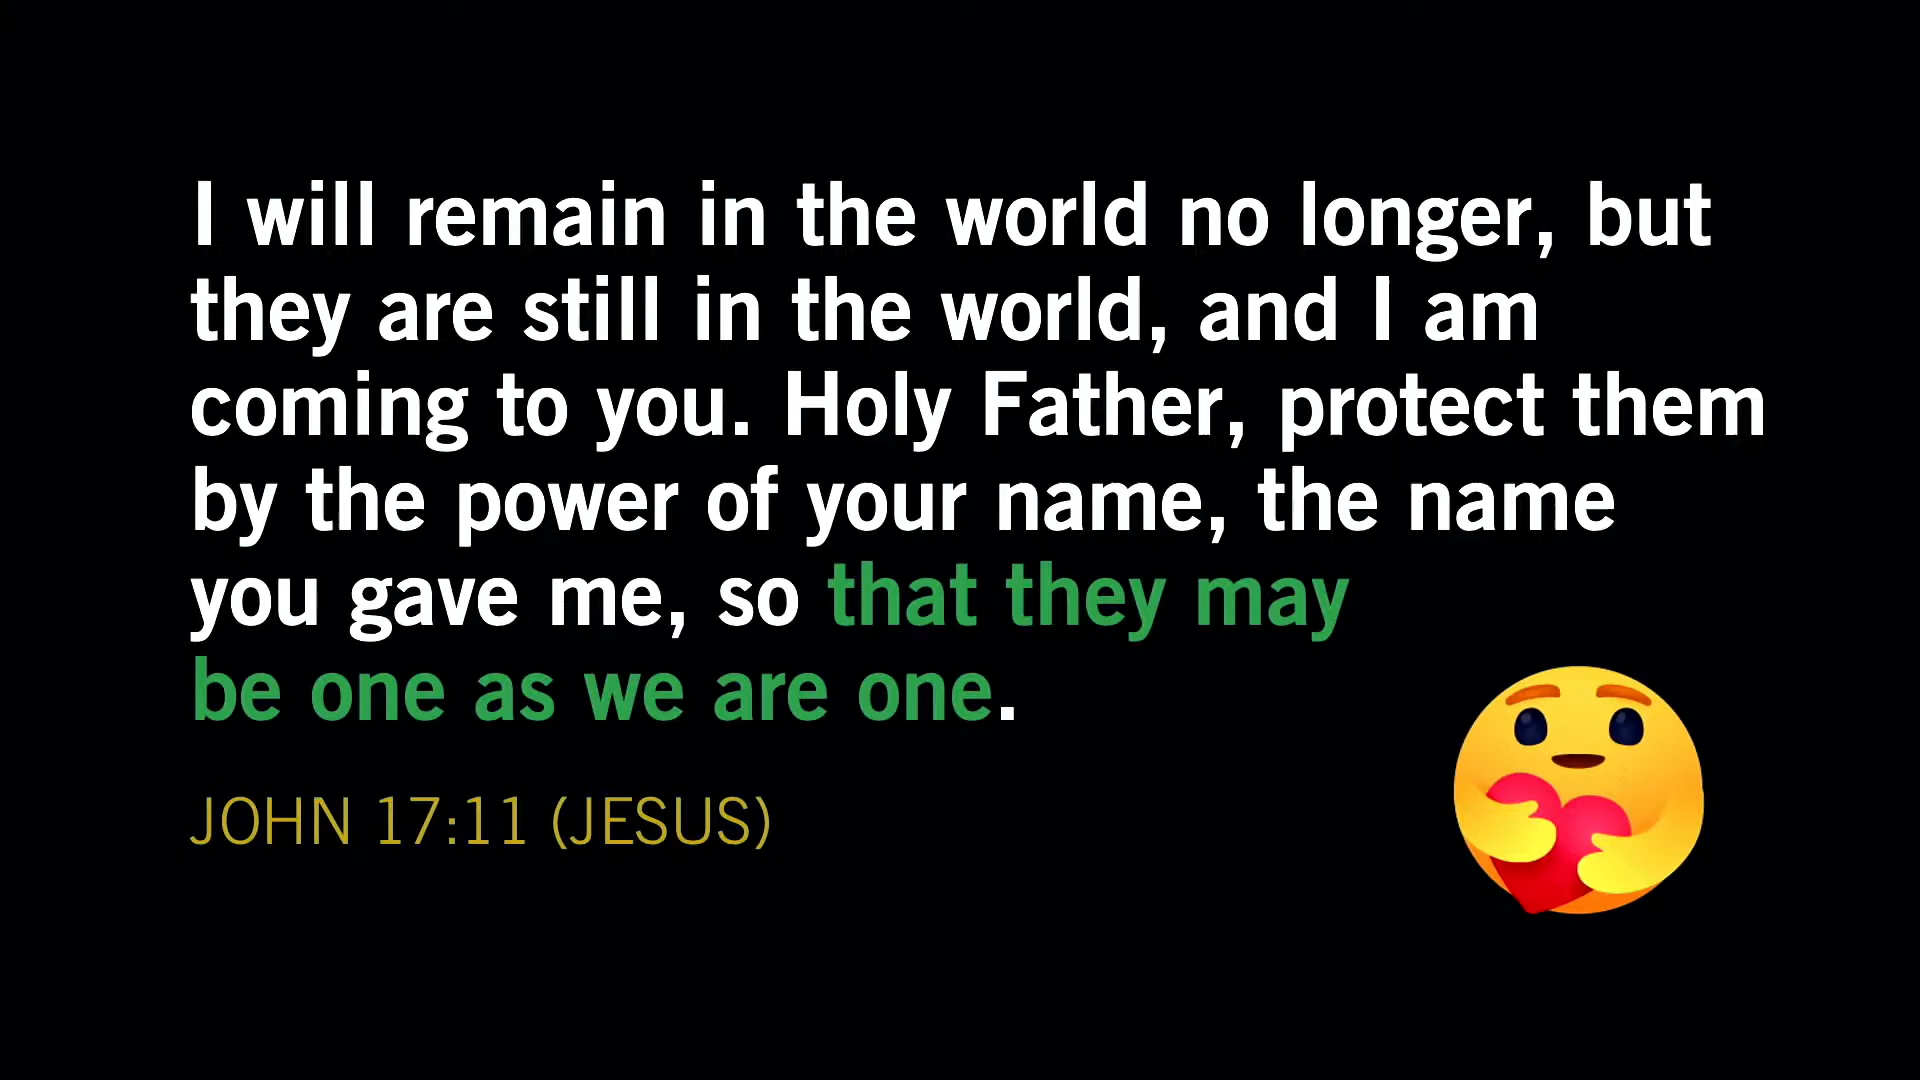 I will remain in the world no longer, but
they are still in the world, and I am
coming to you. Holy Father, protect them
by the power of your name, the name
you gave me, so that they may
be one as we are one.
JOHN 17:11 (JESUS)